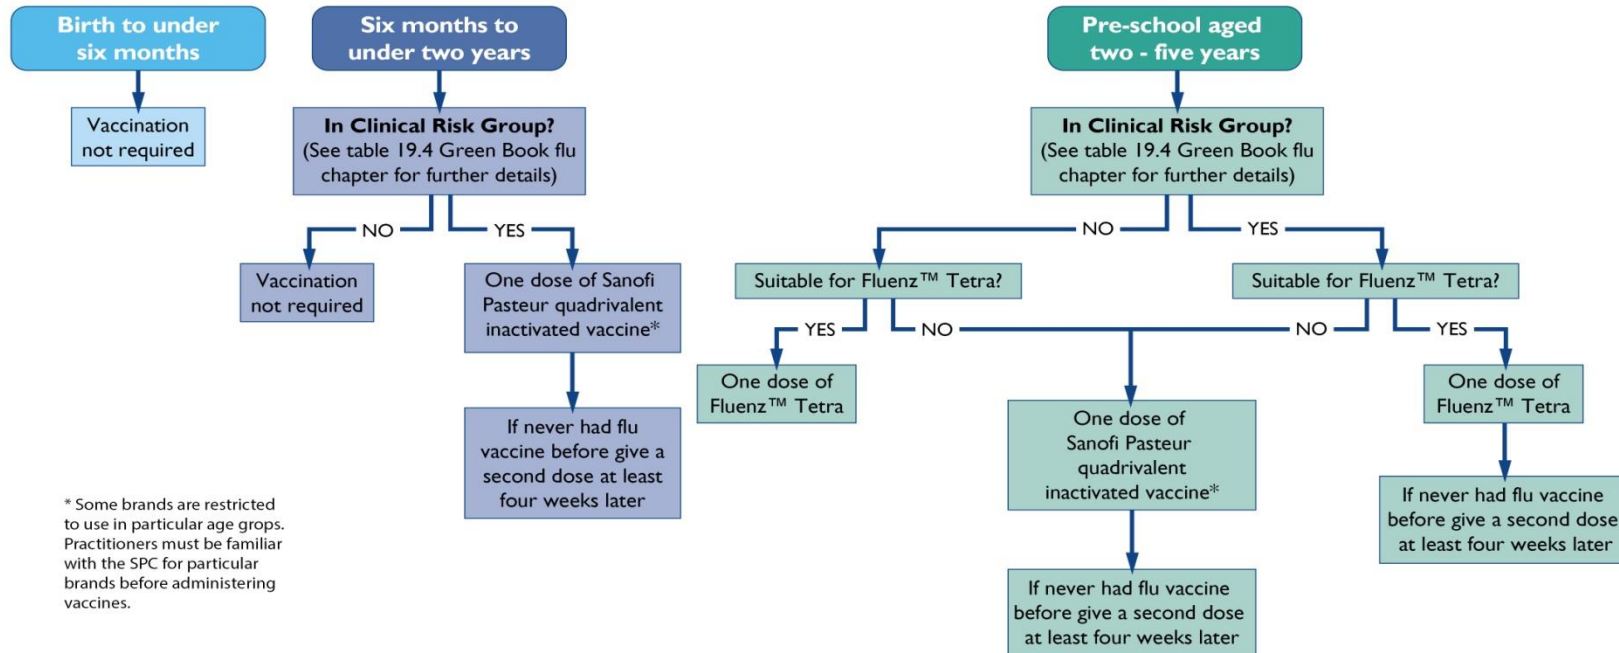 Birth to under
six months
Vaccination
not required
Six months to
under two years
In Clinical Risk Group?
(See table 19.4 Green Book flu
chapter for further details)
NO
YES
Vaccination
not required
One dose of Sanofi
Pasteur quadrivalent
inactivated vaccine*
If never had flu
vaccine before give a
second dose at least
four weeks later
Pre-school aged
two - five years
In Clinical Risk Group?
(See table 19.4 Green Book flu
chapter for further details)
NO
YES
Suitable for Fluenz™ Tetra?
Suitable for Fluenz™ Tetra?
YES
NO
NO
YES
One dose of
Fluenz™ Tetra
One dose of
Sanofi Pasteur
quadrivalent
inactivated vaccine*
If never had flu vaccine
before give a second dose
at least four weeks later
One dose of
Fluenz™ Tetra
If never had flu vaccine
before give a second dose
at least four weeks later
* Some brands are restricted
to use in particular age grops.
Practitioners must be familiar
with the SPC for particular
brands before administering
vaccines.